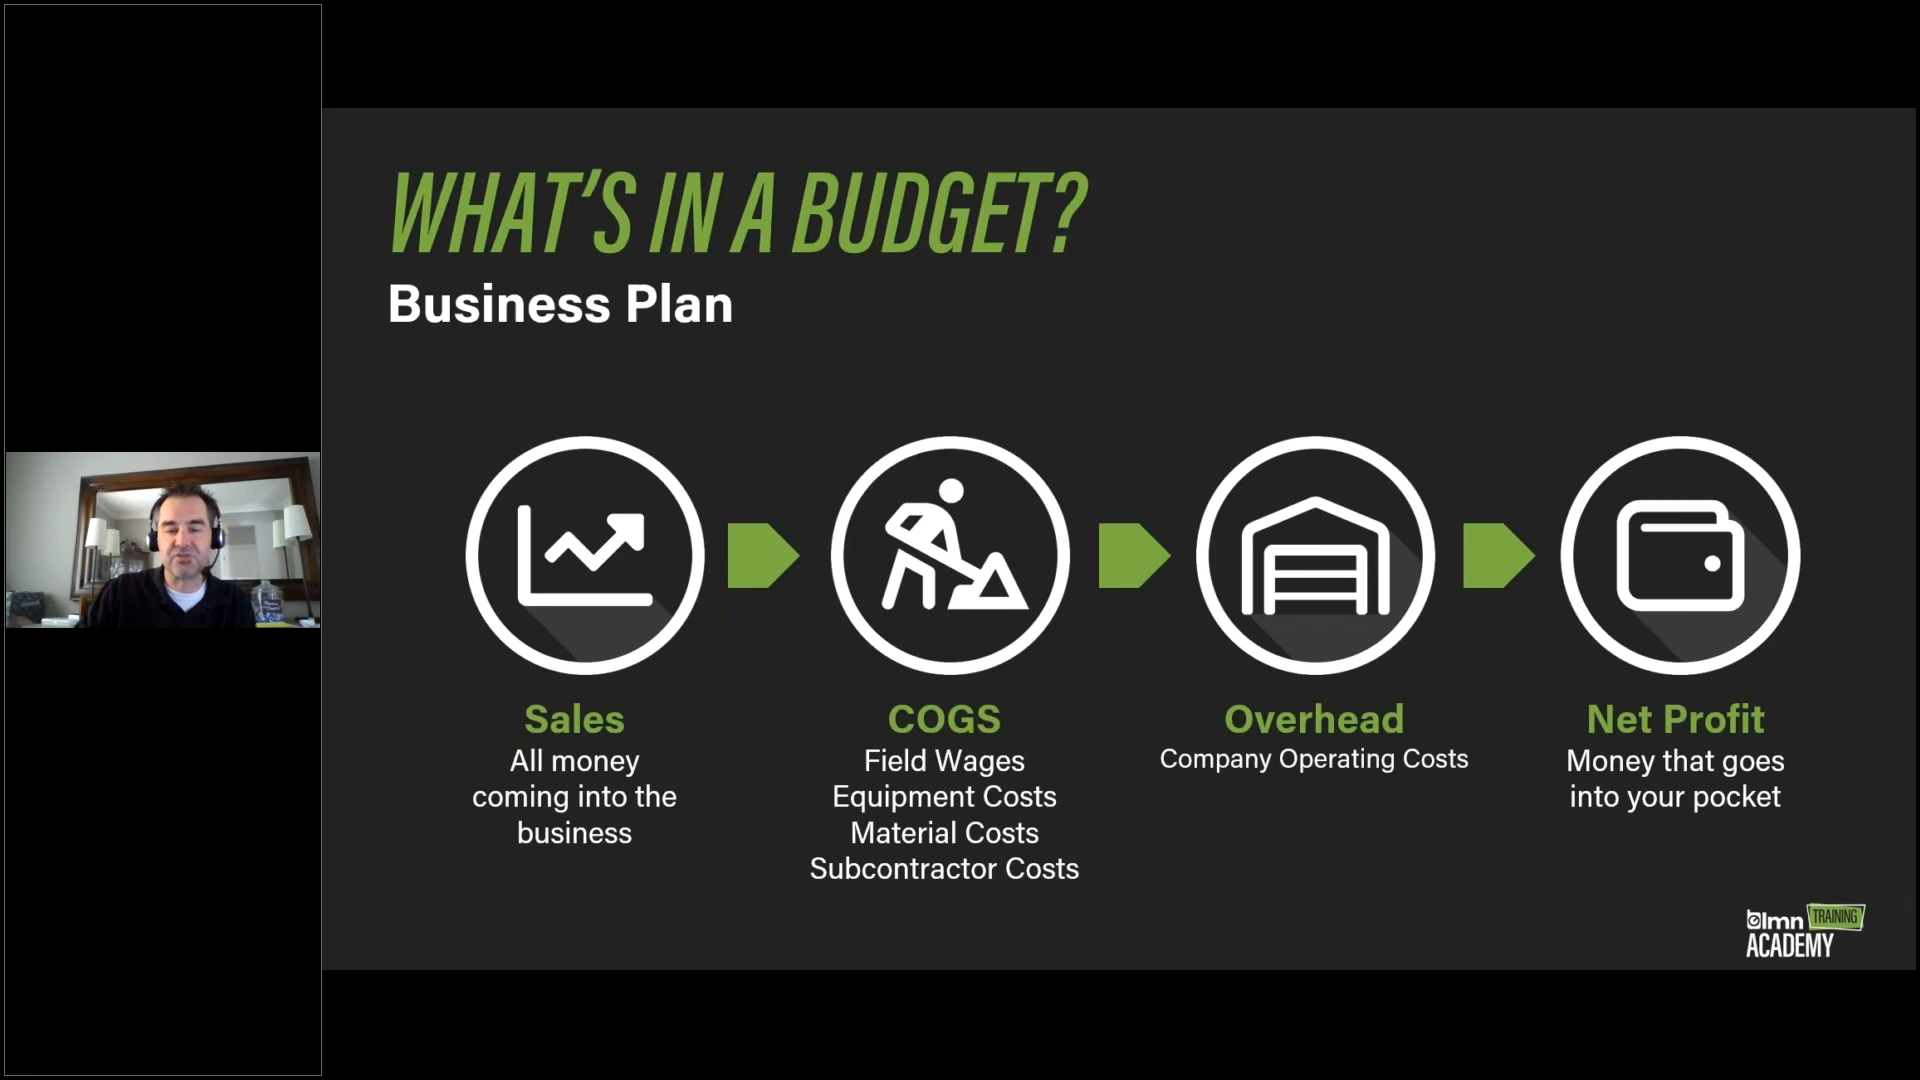 WHAT'S IN A BUDGET?
Business Plan
Sales
All money
coming into the
business
COGS
Field Wages
Equipment Costs
Material Costs
Subcontractor Costs
Overhead
Company Operating Costs
Net Profit
Money that goes
into your pocket
lmn TRAINING
ACADEMY